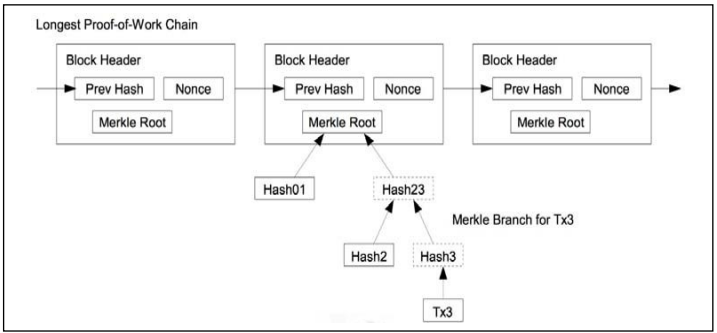 Longest Proof-of-Work Chain
Block Header
Block Header
Block Header
Prev Hash
Nonce
Prev Hash
Nonce
Prev Hash
Nonce
Merkle Root
Merkle Root
Merkle Root
Hash01
Hash23
Merkle Branch for Tx3
Hash2
Hash3
Tx3